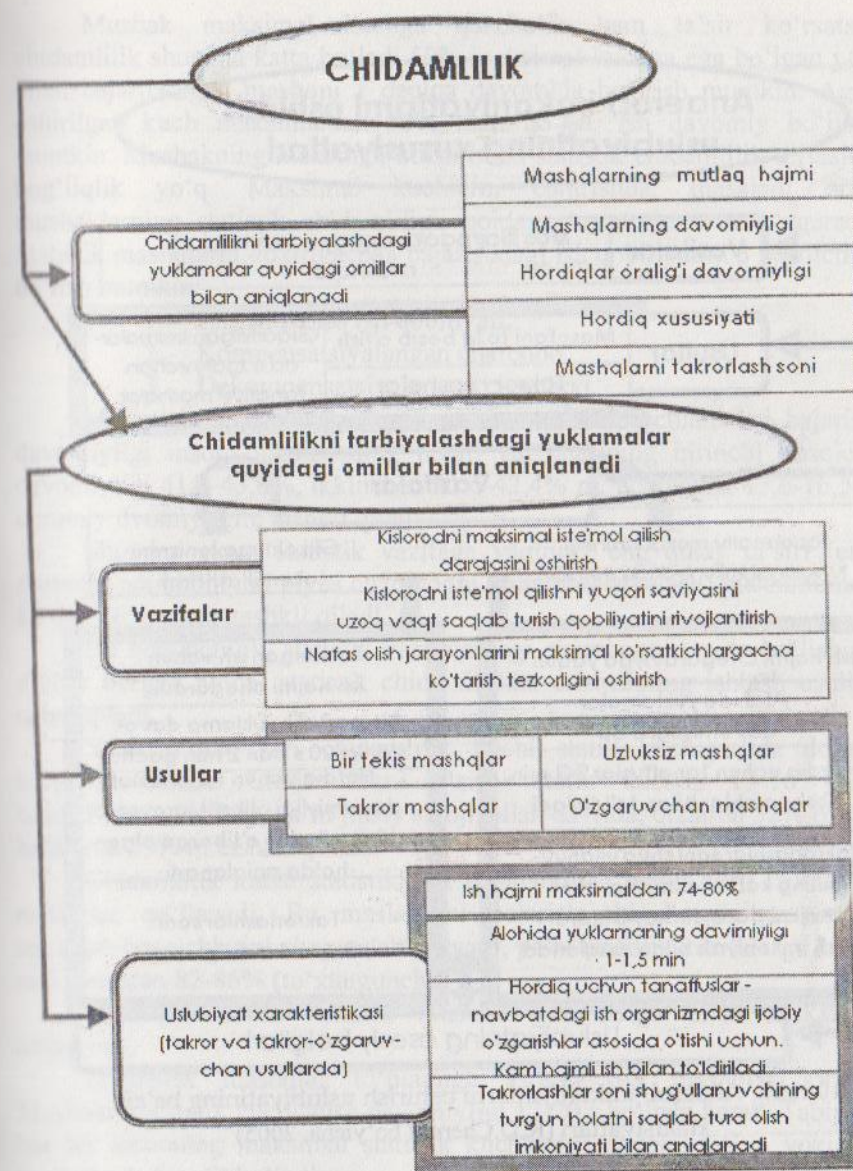 CHIDAMLILIK
Chidamlilikni tarbiyalashdagi
yuklamalar quyidagi omillar
bilan aniqlanadi
Mashqlarning mutlaq hajmi
Mashqlarning davomiyligi
Hordiqlar oralig'i davomiyligi
Hordiq xususiyati
Mashqlarni takrorlash soni
Chidamlilikni tarbiyalashdagi yuklamalar
quyidagi omillar bilan aniqlanadi
Vazifalar
Kislorodni maksimal iste'mol qilish
darajasini oshirish
Kislorodni iste'mol qilishni yuqori saviyasini
uzoq vaqt saqlab turish qobiliyatini rivojlantirish
Nafas olish jarayonlarini maksimal ko'rsatkichlargacha
ko'tarish tezkorligini oshirish
Usullar
Bir tekis mashqlar
Uzluksiz mashqlar
Takror mashqlar
O'zgaruvchan mashqlar
Uslubiyat xarakteristikasi
(takror va takror-o'zgaruv-
chan usullarda)
Ish hajmi maksimaldan 74-80%
Alohida yuklamaning davimiyligi
1-1,5 min
Hordiq uchun tanaffuslar -
navbatdagi ish organizmdagi ijobiy
o'zgarishlar asosida o'tishi uchun.
Kam hajmli ish bilan to'ldiriladi
Takrorlashlar soni shug'ullanuvchining
turg'un holatni saqlab tura olish
imkoniyati bilan aniqlanadi